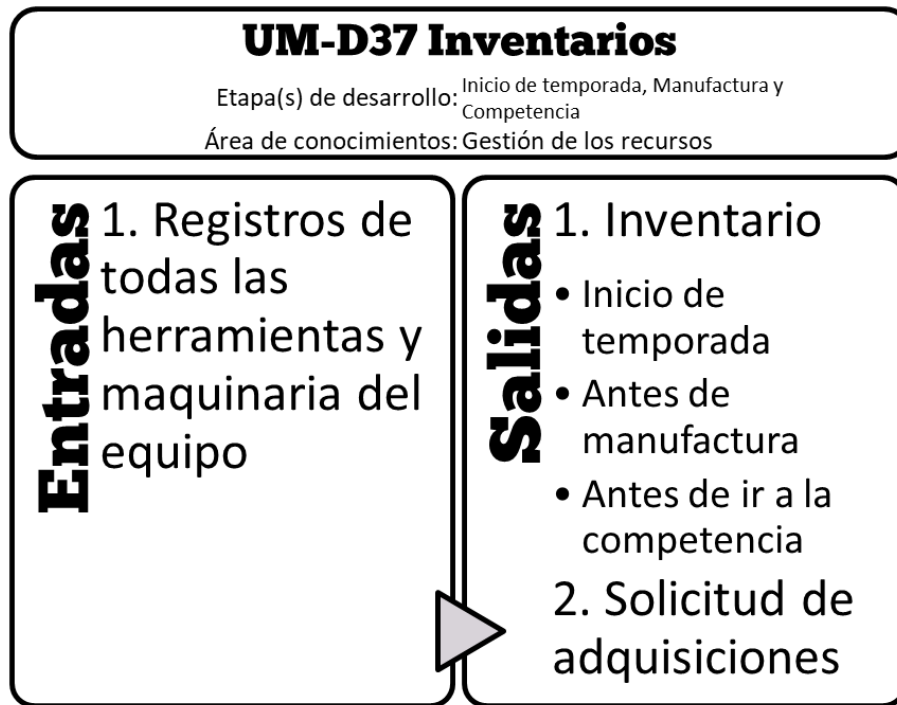 UM-D37 Inventarios
Etapa(s) de desarrollo: Inicio de temporada, Manufactura y
Competencia
Área de conocimientos: Gestión de los recursos
Entradas
1. Registros de
todas las
herramientas y
maquinaria del
equipo
Salidas
1. Inventario
• Inicio de
temporada
• Antes de
manufactura
• Antes de ir a la
competencia
2. Solicitud de
adquisiciones